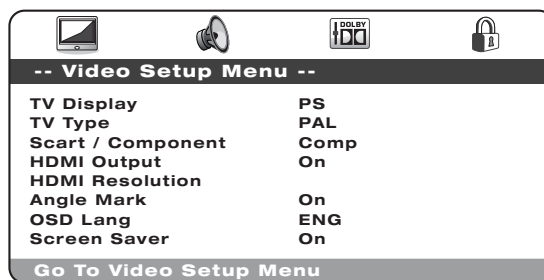 DOLBY
-- Video Setup Menu --
TV Display PS
TV Type PAL
Scart / Component Comp
HDMI Output On
HDMI Resolution
Angle Mark On
OSD Lang ENG
Screen Saver On
Go To Video Setup Menu